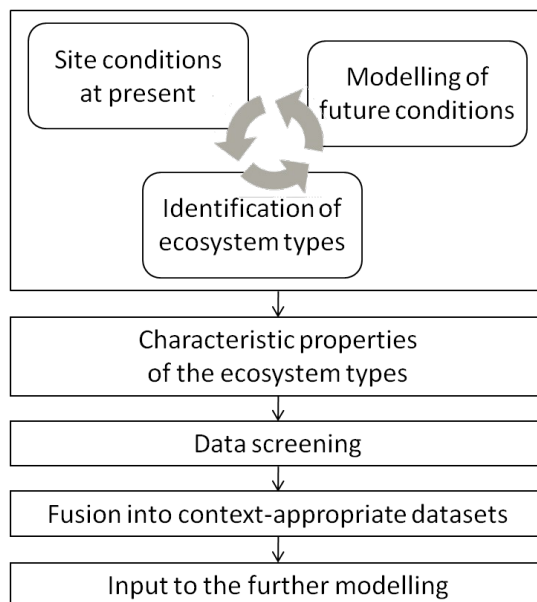 Site conditions
at present
Modelling of
future conditions
Identification of
ecosystem types
Characteristic properties
of the ecosystem types
Data screening
Fusion into context-appropriate datasets
Input to the further modelling